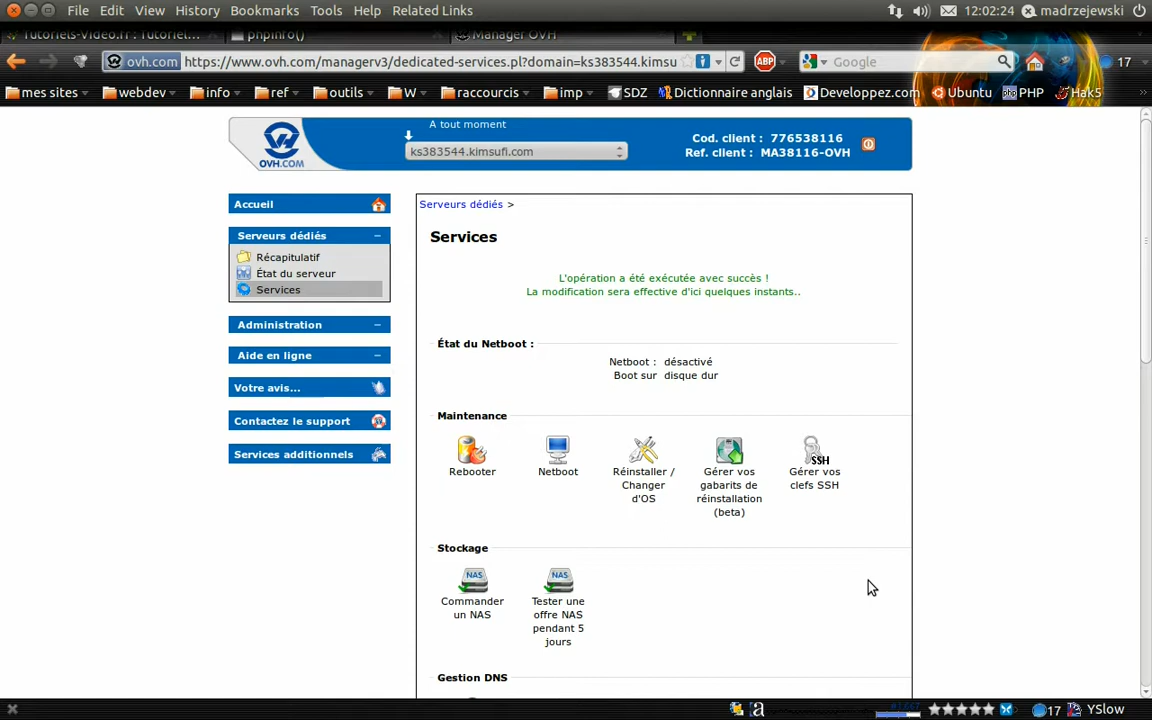 File Edit View History Bookmarks Tools Help Related Links
12:02:24 madrzejewski
Tutoriels-Video.fr : Tutoriel...
phpinfo()
Manager OVH
ovh.com https://www.ovh.com/managerv3/dedicated-services.pl?domain=ks383544.kimsu
ABP
Google
17
mes sites webdev info ref outils W raccourcis imp SDZ Dictionnaire anglais Developpez.com Ubuntu PHP Hak5
OVH.COM
A tout moment
ks383544.kimsufi.com
Cod. client : 776538116
Ref. client : MA38116-OVH
Accueil
Serveurs dédiés
Récapitulatif
État du serveur
Services
Administration
Aide en ligne
Votre avis...
Contactez le support
Services additionnels
Serveurs dédiés >
Services
L'opération a été exécutée avec succès !
La modification sera effective d'ici quelques instants..
État du Netboot :
Netboot : désactivé
Boot sur disque dur
Maintenance
Rebooter
Netboot
Réinstaller /
Changer
d'OS
Gérer vos
gabarits de
réinstallation
(beta)
SSH
Gérer vos
clefs SSH
Stockage
NAS
Commander
un NAS
NAS
Tester une
offre NAS
pendant 5
jours
Gestion DNS
17 YSlow